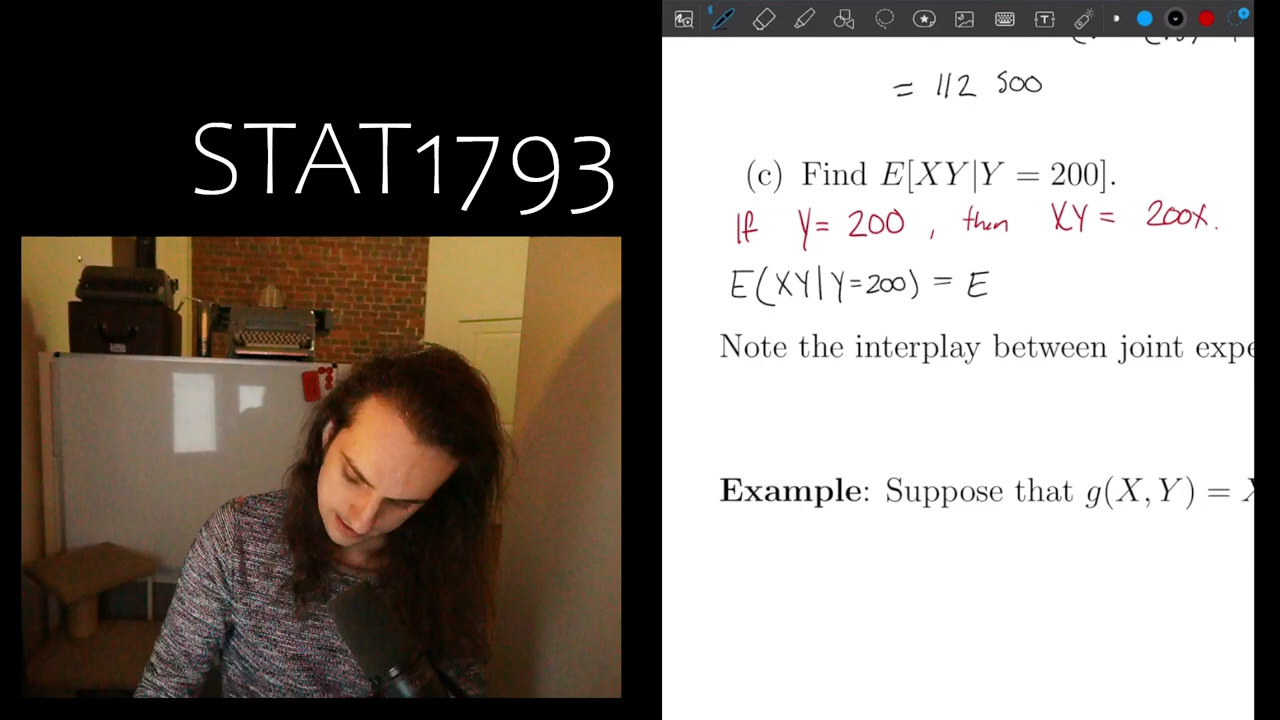 STAT1793
= 112 500
(c) Find E[XY|Y = 200].
If Y= 200 , then XY = 200X.
E(XY|Y=200) = E
Note the interplay between joint expe
Example: Suppose that g(X, Y) = X